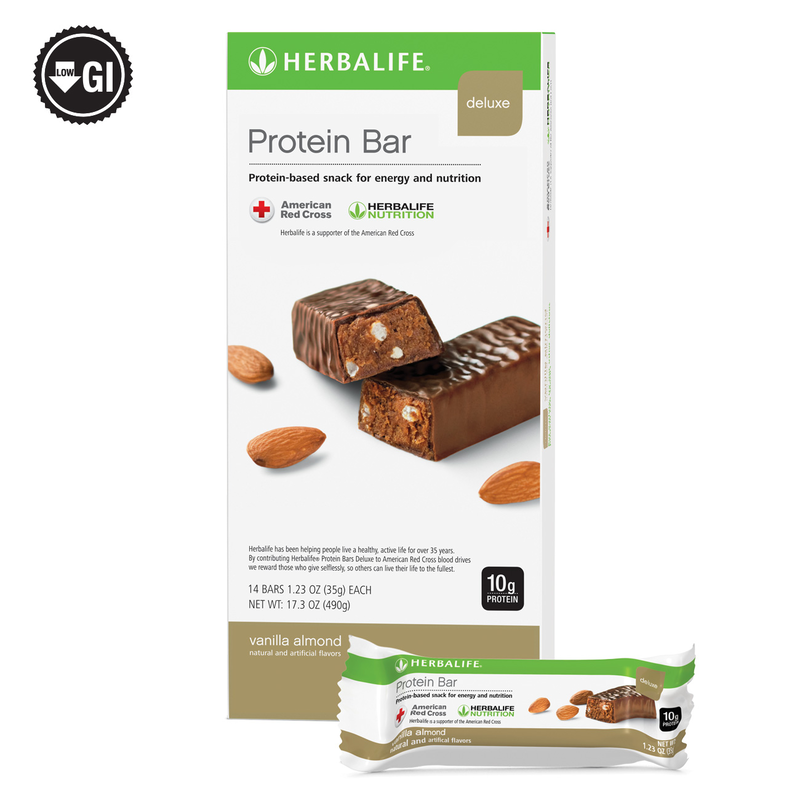 LOW GI
HERBALIFE®
deluxe
Protein Bar
Protein-based snack for energy and nutrition
American
Red Cross
HERBALIFE
NUTRITION
Herbalife is a supporter of the American Red Cross
Herbalife has been helping people live a healthy, active life for over 35 years.
By contributing Herbalife® Protein Bars Deluxe to American Red Cross blood drives
we reward those who give selflessly, so others can live their life to the fullest.
14 BARS 1.23 OZ (35g) EACH
NET WT: 17.3 OZ (490g)
10g
PROTEIN
vanilla almond
natural and artificial flavors
HERBALIFE®
Protein Bar
deluxe
Protein-based snack for energy and nutrition
American
Red Cross
HERBALIFE
NUTRITION
Herbalife is a supporter of the American Red Cross
10g
vanilla almond
natural and artificial flavors
NET
1.23 OZ